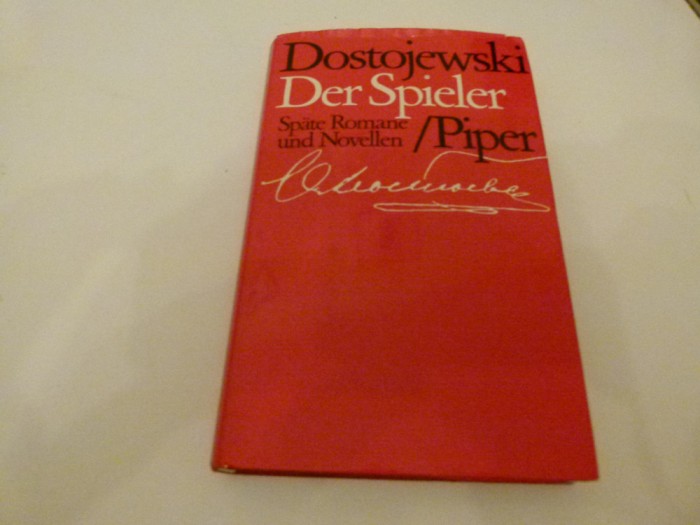 Dostojewski
Der Spieler
Späte Romane
und Novellen /Piper